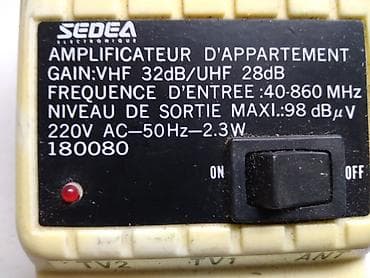 SEDEA
ELECTRONIQUE
AMPLIFICATEUR D'APPARTEMENT
GAIN:VHF 32dB/UHF 28dB
FREQUENCE D'ENTREE:40-860 MHz
NIVEAU DE SORTIE MAXI.:98 dBμV
220V AC—50Hz—2.3W
180080
ON OFF
TV2 TV1 ANT